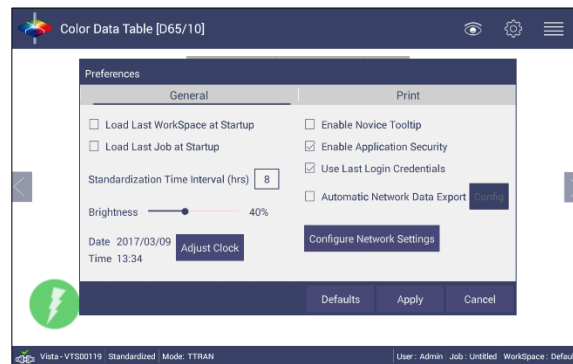 Color Data Table [D65/10]
Preferences
General Print
Load Last WorkSpace at Startup
Load Last Job at Startup
Standardization Time Interval (hrs) 8
Brightness 40%
Date 2017/03/09
Time 13:34
Adjust Clock
Enable Novice Tooltip
Enable Application Security
Use Last Login Credentials
Automatic Network Data Export Config
Configure Network Settings
Defaults Apply Cancel
Vista - VTS00119 Standardized Mode: TTRAN User : Admin Job : Untitled WorkSpace : Defaul